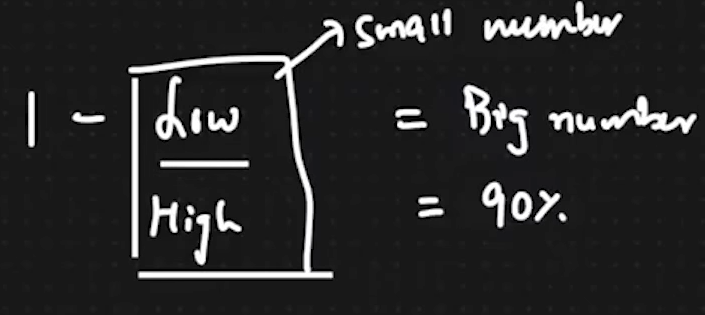 small number
1 - Low = Big number
High = 90%.